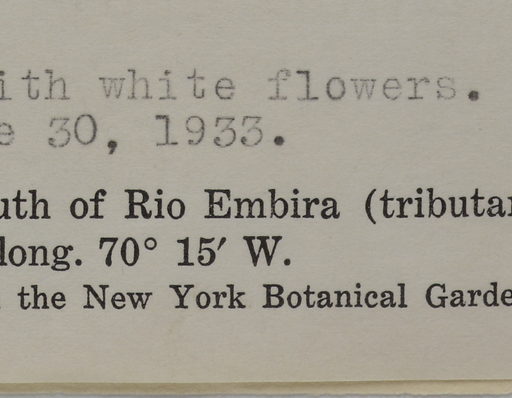 ith white flowers.
e 30, 1933.
uth of Rio Embira (tributar
long. 70° 15′ W.
the New York Botanical Garde